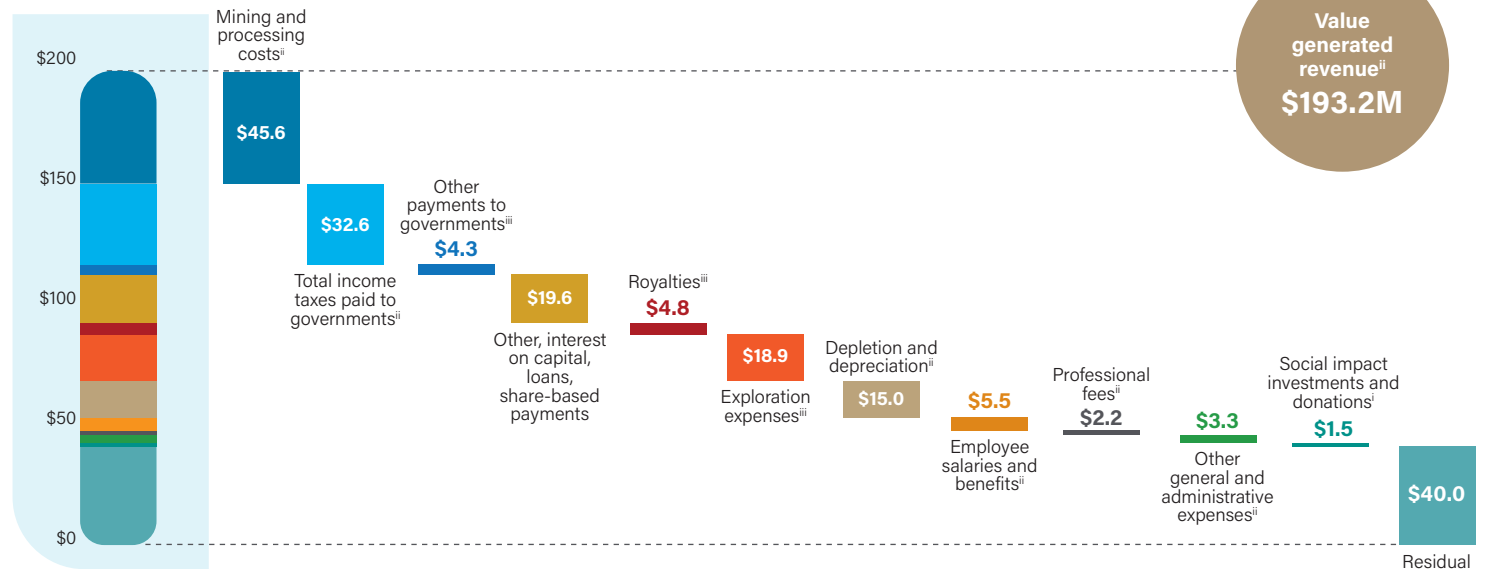 Value
generated
revenueⁱⁱ
$193.2M
$200
$150
$100
$50
$0
Mining and
processing
costsⁱⁱ
$45.6
$32.6
Total income
taxes paid to
governmentsⁱⁱ
Other
payments to
governmentsⁱⁱⁱ
$4.3
$19.6
Other, interest
on capital,
loans,
share-based
payments
Royaltiesⁱⁱⁱ
$4.8
$18.9
Exploration
expensesⁱⁱⁱ
Depletion and
depreciationⁱⁱ
$15.0
$5.5
Employee
salaries and
benefitsⁱⁱ
Professional
feesⁱⁱ
$2.2
$3.3
Other
general and
administrative
expensesⁱⁱ
Social impact
investments and
donationsⁱ
$1.5
$40.0
Residual